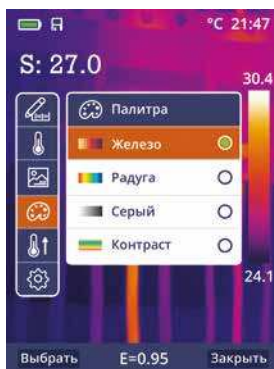 °C 21:47
S: 27.0
30.4
Палитра
Железо
Радуга
Серый
Контраст
24.1
Выбрать E=0.95 Закрыть